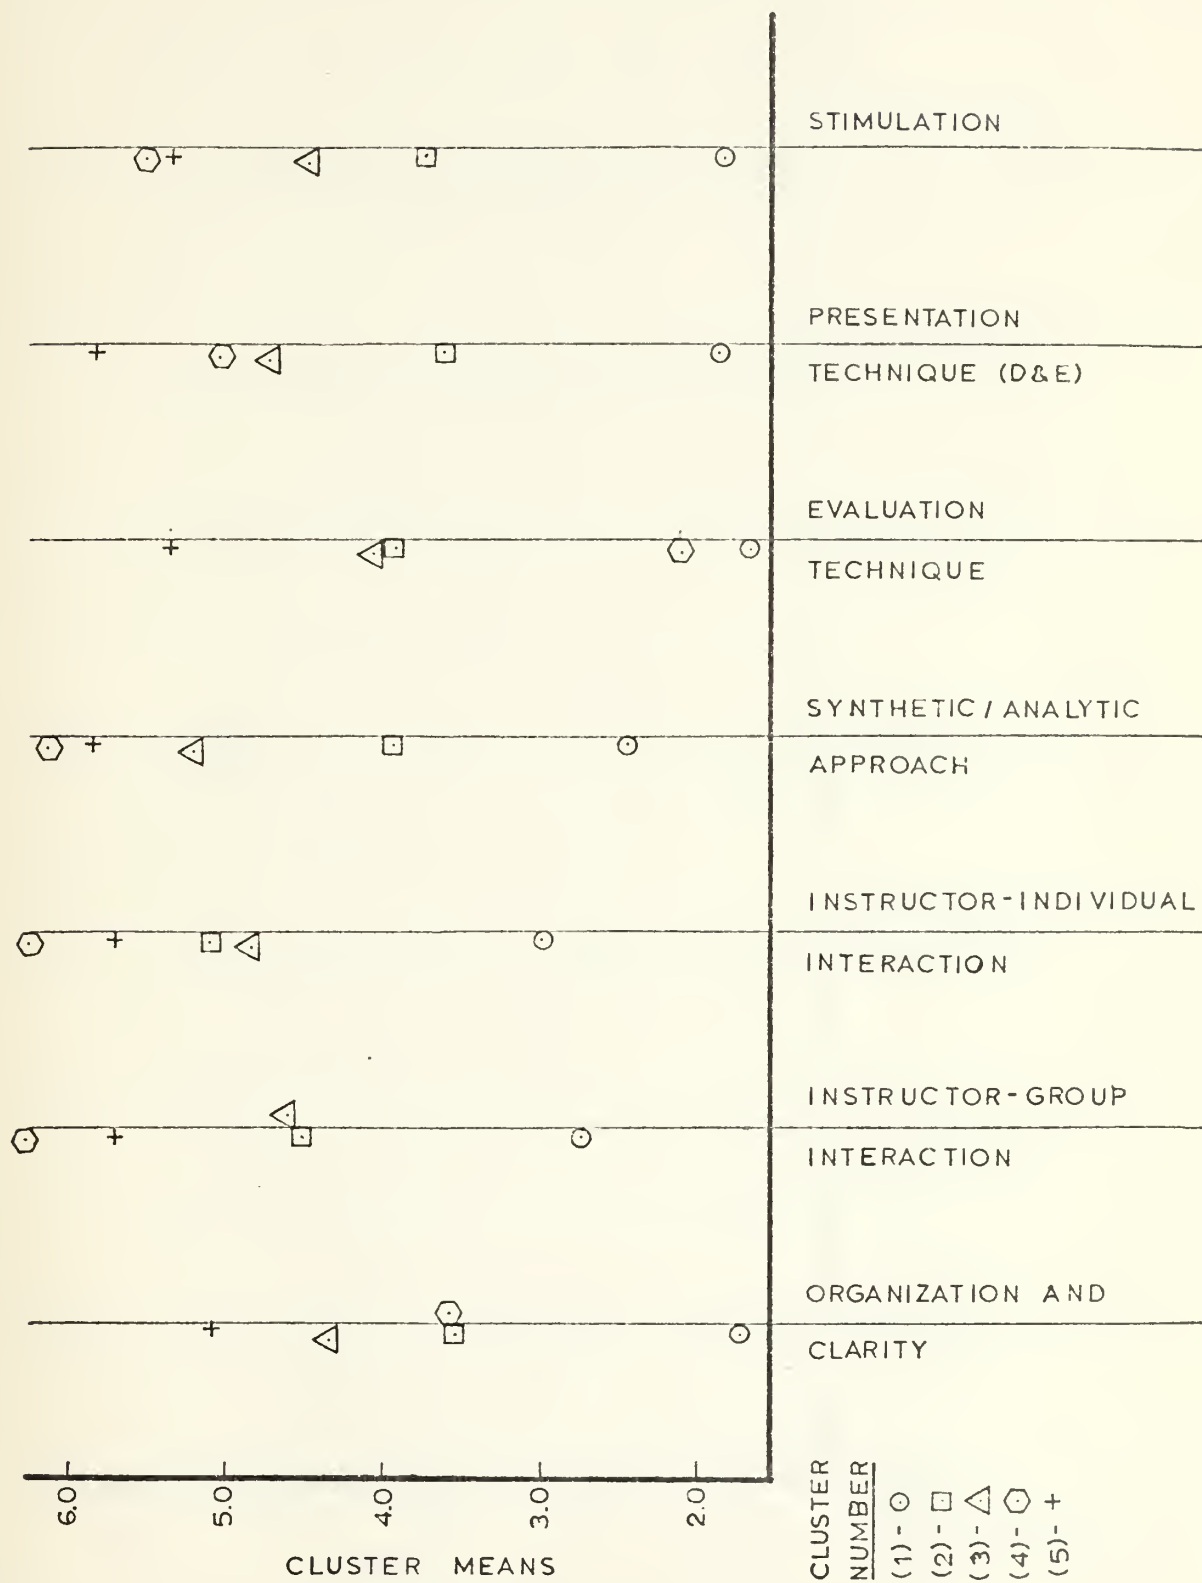 STIMULATION
PRESENTATION
TECHNIQUE (D&E)
EVALUATION
TECHNIQUE
SYNTHETIC / ANALYTIC
APPROACH
INSTRUCTOR-INDIVIDUAL
INTERACTION
INSTRUCTOR-GROUP
INTERACTION
ORGANIZATION AND
CLARITY
6.0 5.0 4.0 3.0 2.0
CLUSTER MEANS
CLUSTER
NUMBER
(1)-
(2)-
(3)-
(4)-
(5)- +